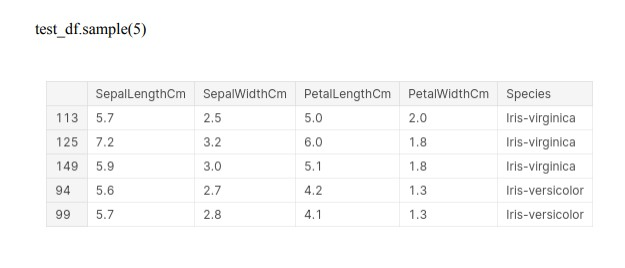 test_df.sample(5)
SepalLengthCm SepalWidthCm PetalLengthCm PetalWidthCm Species
113 5.7 2.5 5.0 2.0 Iris-virginica
125 7.2 3.2 6.0 1.8 Iris-virginica
149 5.9 3.0 5.1 1.8 Iris-virginica
94 5.6 2.7 4.2 1.3 Iris-versicolor
99 5.7 2.8 4.1 1.3 Iris-versicolor